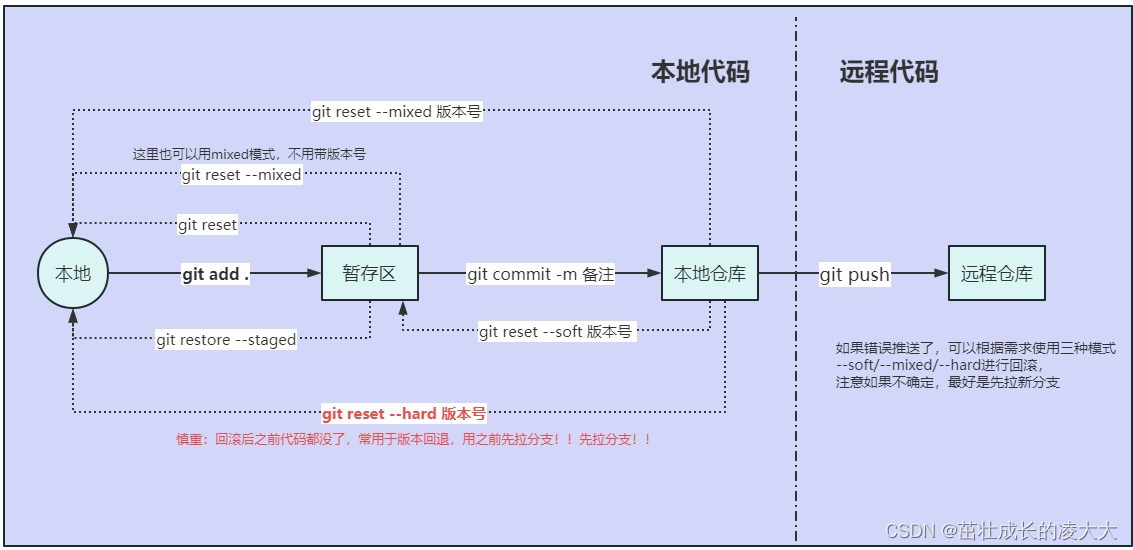 本地代码
远程代码
git reset --mixed 版本号
这里也可以用mixed模式，不用带版本号
git reset --mixed
git reset
本地
git add .
暂存区
git commit -m 备注
本地仓库
git push
远程仓库
git restore --staged
git reset --soft 版本号
如果错误推送了，可以根据需求使用三种模式
--soft/--mixed/--hard进行回滚，
注意如果不确定，最好是先拉新分支
git reset --hard 版本号
慎重：回滚后之前代码都没了，常用于版本回退，用之前先拉分支！！先拉分支！！
CSDN @茁壮成长的凌大大